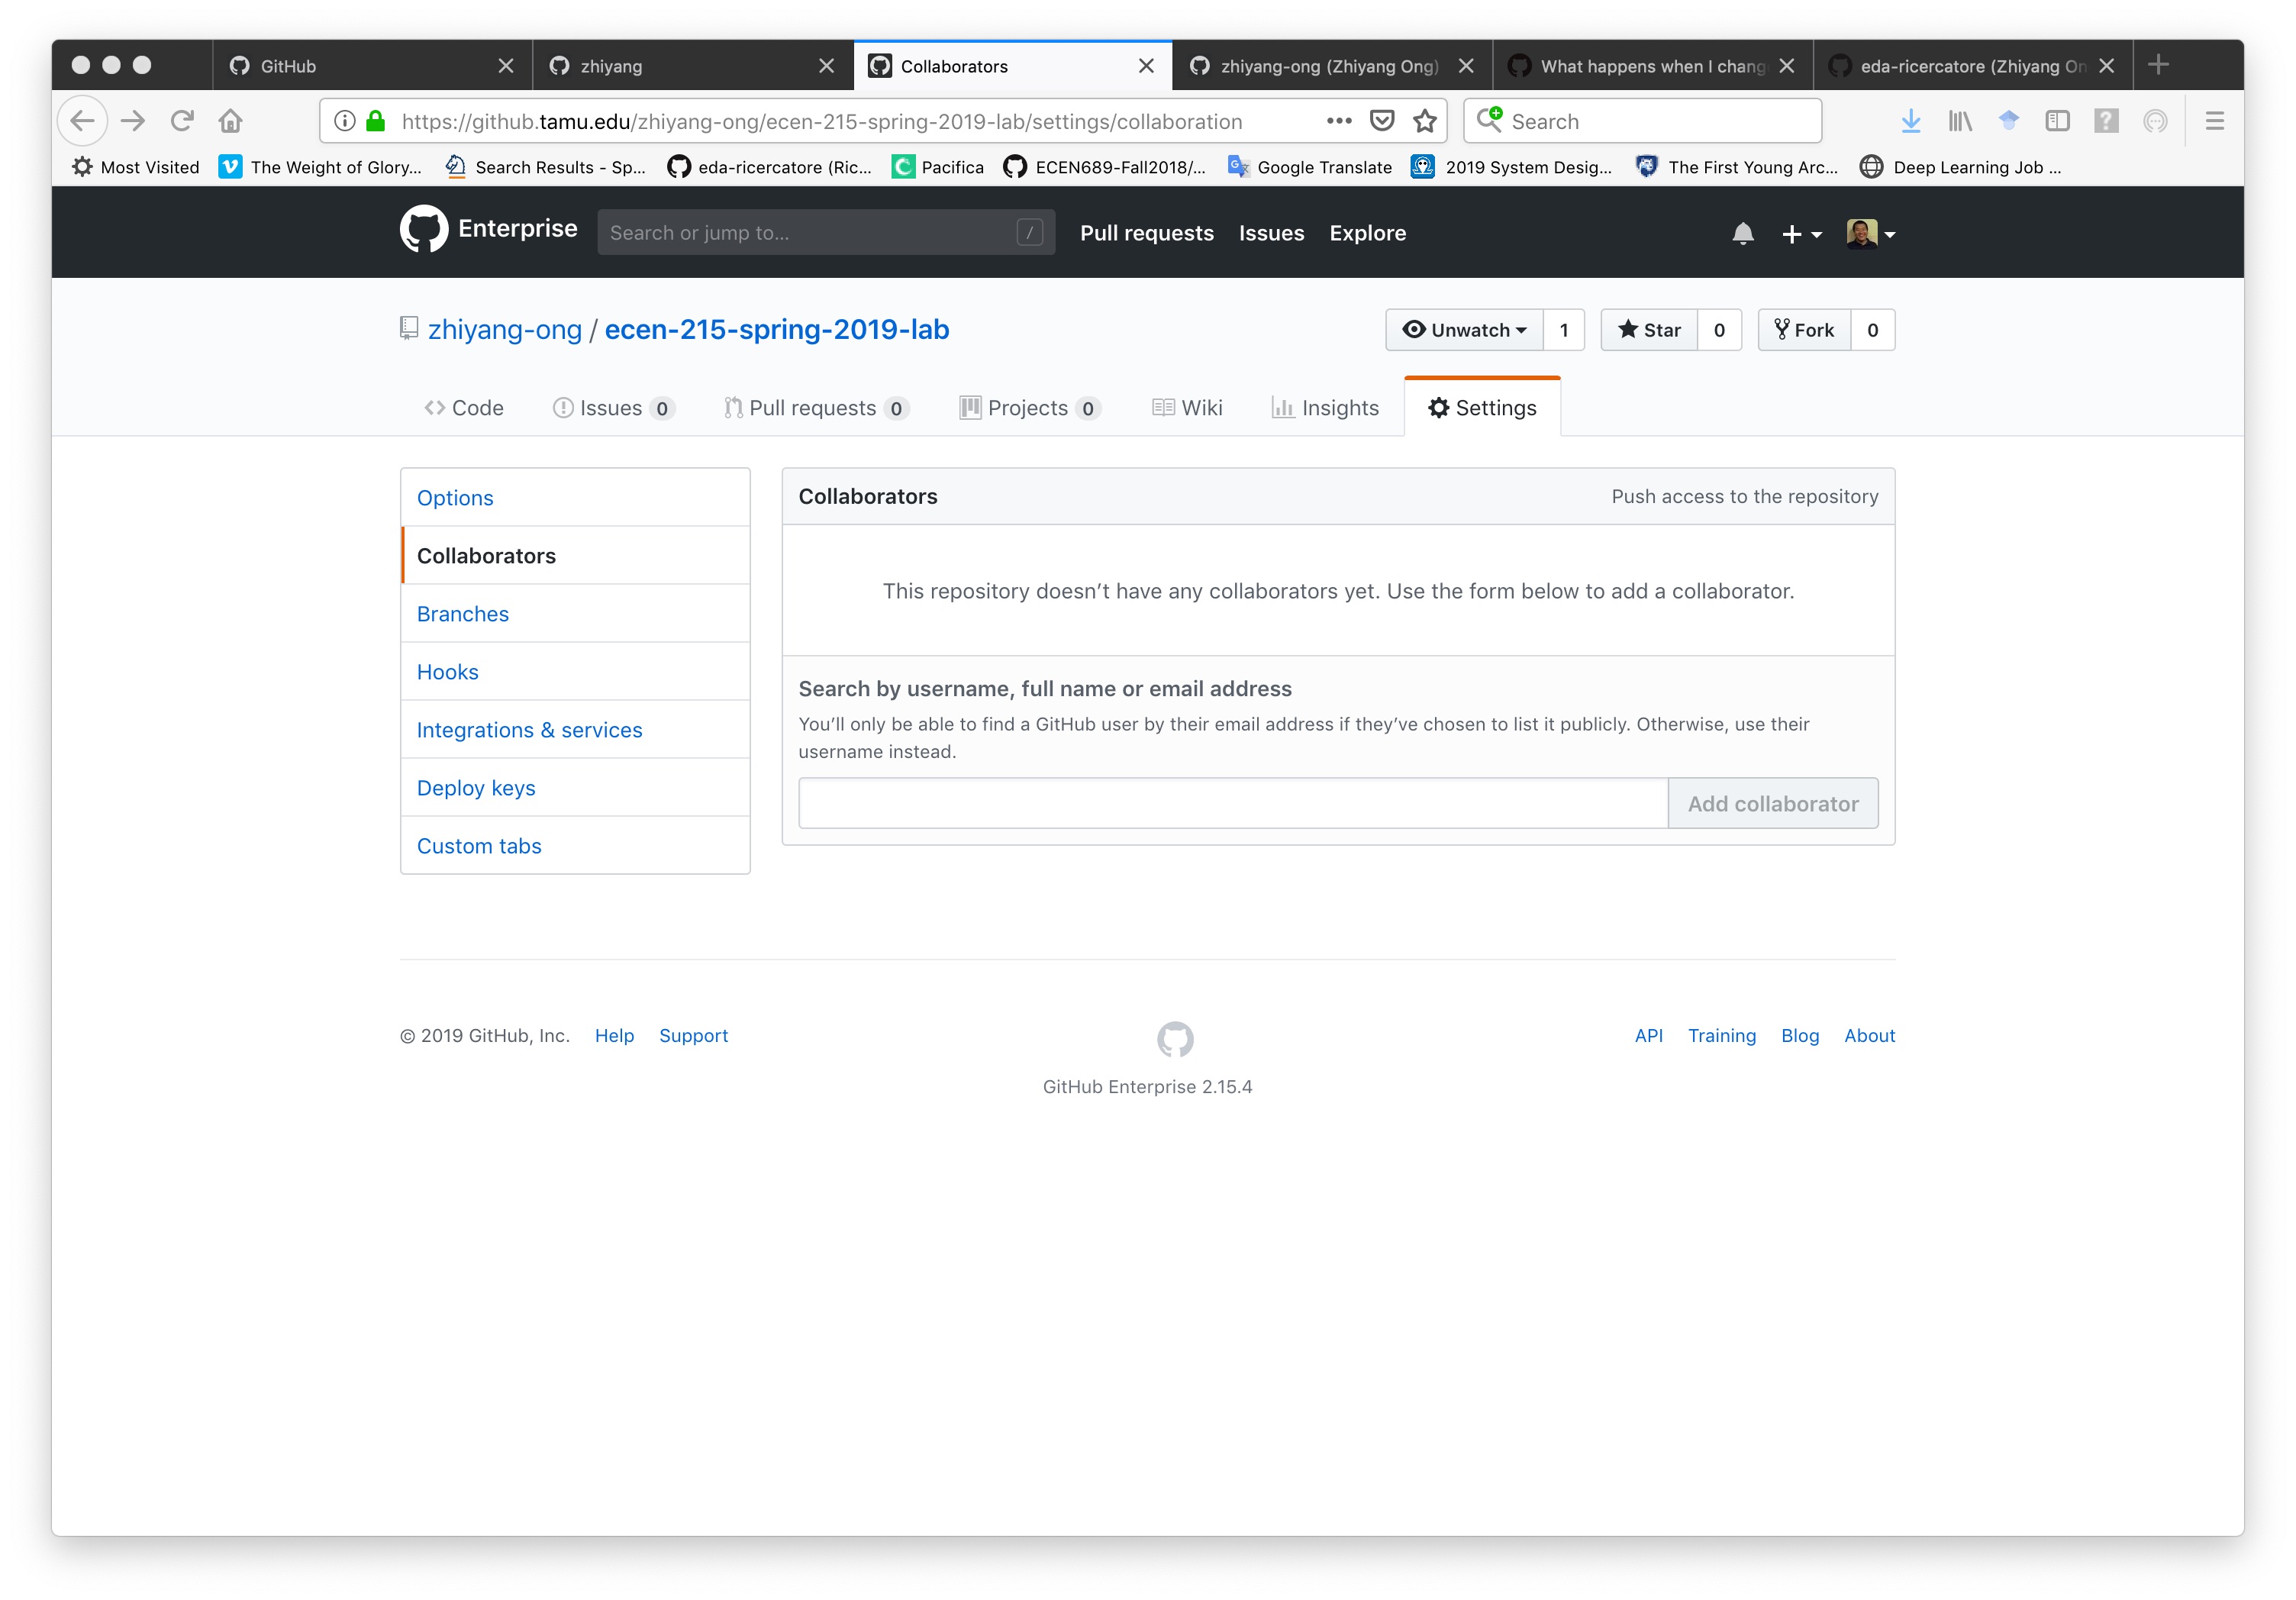 GitHub
zhiyang
Collaborators
zhiyang-ong (Zhiyang Ong)
What happens when I chang
eda-ricercatore (Zhiyang On
https://github.tamu.edu/zhiyang-ong/ecen-215-spring-2019-lab/settings/collaboration
Search
Most Visited
The Weight of Glory...
Search Results - Sp...
eda-ricercatore (Ric...
Pacifica
ECEN689-Fall2018/...
Google Translate
2019 System Desig...
The First Young Arc...
Deep Learning Job ...
Enterprise
Search or jump to...
/
Pull requests
Issues
Explore
zhiyang-ong / ecen-215-spring-2019-lab
Unwatch 1
Star 0
Fork 0
Code
Issues 0
Pull requests 0
Projects 0
Wiki
Insights
Settings
Options
Collaborators
Branches
Hooks
Integrations & services
Deploy keys
Custom tabs
Collaborators
Push access to the repository
This repository doesn’t have any collaborators yet. Use the form below to add a collaborator.
Search by username, full name or email address
You’ll only be able to find a GitHub user by their email address if they’ve chosen to list it publicly. Otherwise, use their
username instead.
Add collaborator
© 2019 GitHub, Inc.
Help
Support
API
Training
Blog
About
GitHub Enterprise 2.15.4